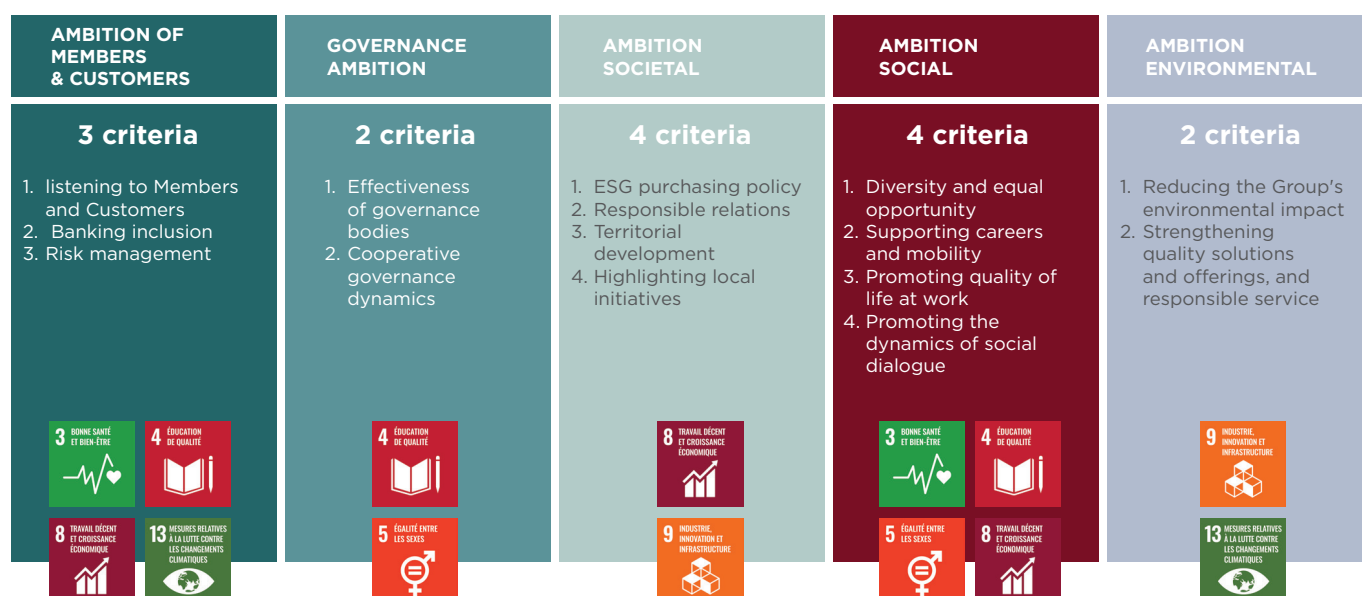 AMBITION OF
MEMBERS
& CUSTOMERS
3 criteria
1. listening to Members
and Customers
2. Banking inclusion
3. Risk management
3 BONNE SANTÉ
ET BIEN-ÊTRE
4 ÉDUCATION
DE QUALITÉ
8 TRAVAIL DÉCENT
ET CROISSANCE
ÉCONOMIQUE
13 MESURES RELATIVES
À LA LUTTE CONTRE
LES CHANGEMENTS
CLIMATIQUES
GOVERNANCE
AMBITION
2 criteria
1. Effectiveness
of governance
bodies
2. Cooperative
governance
dynamics
4 ÉDUCATION
DE QUALITÉ
5 ÉGALITÉ ENTRE
LES SEXES
AMBITION
SOCIETAL
4 criteria
1. ESG purchasing policy
2. Responsible relations
3. Territorial
development
4. Highlighting local
initiatives
8 TRAVAIL DÉCENT
ET CROISSANCE
ÉCONOMIQUE
9 INDUSTRIE,
INNOVATION ET
INFRASTRUCTURE
AMBITION
SOCIAL
4 criteria
1. Diversity and equal
opportunity
2. Supporting careers
and mobility
3. Promoting quality of
life at work
4. Promoting the
dynamics of social
dialogue
3 BONNE SANTÉ
ET BIEN-ÊTRE
4 ÉDUCATION
DE QUALITÉ
5 ÉGALITÉ ENTRE
LES SEXES
8 TRAVAIL DÉCENT
ET CROISSANCE
ÉCONOMIQUE
AMBITION
ENVIRONMENTAL
2 criteria
1. Reducing the Group's
environmental impact
2. Strengthening
quality solutions
and offerings, and
responsible service
9 INDUSTRIE,
INNOVATION ET
INFRASTRUCTURE
13 MESURES RELATIVES
À LA LUTTE CONTRE
LES CHANGEMENTS
CLIMATIQUES